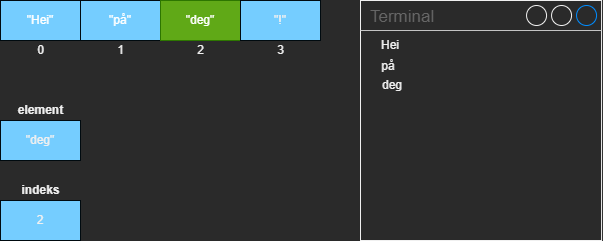 "Hei" "på" "deg" "!"
0 1 2 3
element
"deg"
indeks
2
Terminal
Hei
på
deg